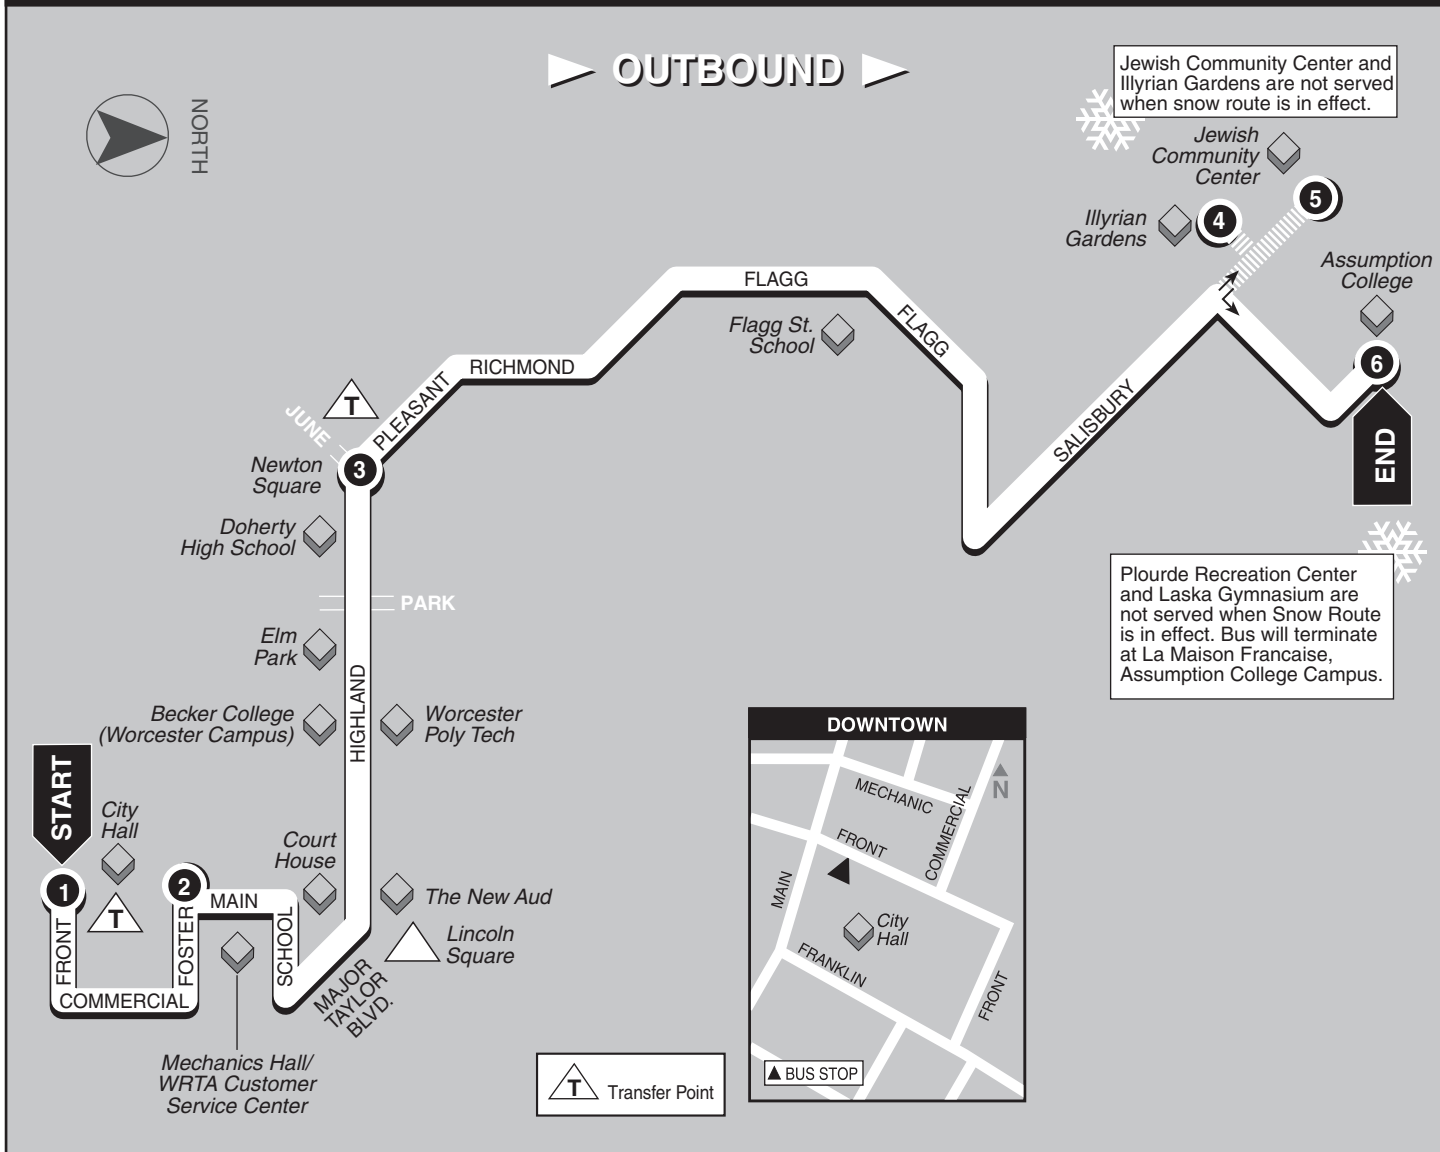 OUTBOUND
NORTH
Jewish Community Center and
Illyrian Gardens are not served
when snow route is in effect.
Jewish
Community
Center
5
4
Illyrian
Gardens
Assumption
College
6
END
FLAGG
FLAGG
Flagg St.
School
RICHMOND
PLEASANT
SALISBURY
T
JUNE
3
Newton
Square
Doherty
High School
PARK
Elm
Park
HIGHLAND
Becker College
(Worcester Campus)
Worcester
Poly Tech
Plourde Recreation Center
and Laska Gymnasium are
not served when Snow Route
is in effect. Bus will terminate
at La Maison Francaise,
Assumption College Campus.
START
City
Hall
1
T
2
MAIN
Court
House
The New Aud
Lincoln
Square
FRONT
COMMERCIAL
FOSTER
SCHOOL
MAJOR
TAYLOR
BLVD.
Mechanics Hall/
WRTA Customer
Service Center
T Transfer Point
DOWNTOWN
N
MECHANIC
COMMERCIAL
FRONT
MAIN
City
Hall
FRANKLIN
FRONT
BUS STOP